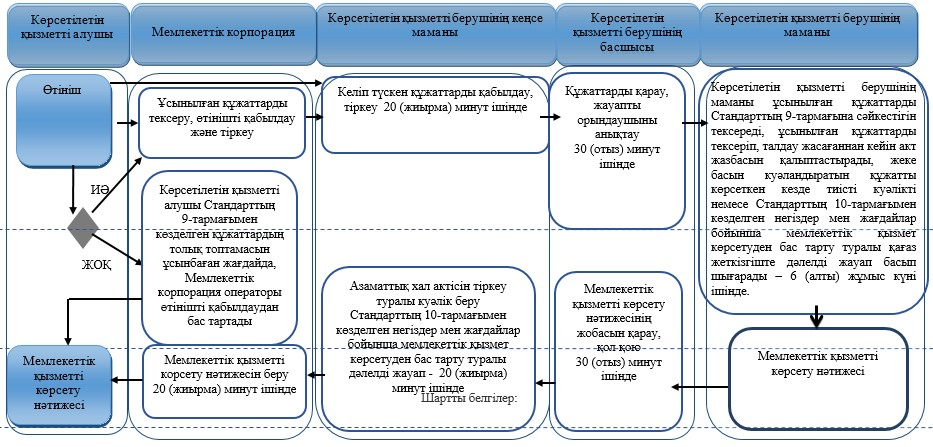 Көрсетілетін
қызметті алушы
Мемлекеттік корпорация
Көрсетілетін қызметті берушінің кеңсе
маманы
Көрсетілетін
қызметті берушінің
басшысы
Көрсетілетін қызметті берушінің
маманы
Өтініш
ИӘ
ЖОҚ
Мемлекеттік
қызметті
көрсету
нәтижесі
Ұсынылған құжаттарды
тексеру, өтінішті қабылдау
және тіркеу
Көрсетілетін қызметті
алушы Стандарттың
9-тармағымен
көзделген құжаттардың
толық топтамасын
ұсынбаған жағдайда,
Мемлекеттік
корпорация операторы
өтінішті қабылдаудан
бас тартады
Мемлекеттік қызметті
корсету нәтижесін беру
20 (жиырма) минут ішінде
Келіп түскен құжаттарды қабылдау,
тіркеу 20 (жиырма) минут ішінде
Азаматтық хал актісін тіркеу
туралы куәлік беру
Стандарттың 10-тармағымен
көзделген негіздер мен жағдайлар
бойынша мемлекеттік қызмет
көрсетуден бас тарту туралы
дәлелді жауап - 20 (жиырма)
минут ішінде
Шартты белгілер:
Құжаттарды қарау,
жауапты
орындаушыны
анықтау
30 (отыз) минут
ішінде
Мемлекеттік
қызметті көрсету
нәтижесінің
жобасын қарау,
қол қою
30 (отыз) минут
ішінде
Көрсетілетін қызметті берушінің
маманы ұсынылған құжаттарды
Стандарттың 9-тармағына сәйкестігін
тексереді, ұсынылған құжаттарды
тексеріп, талдау жасағаннан кейін акт
жазбасын қалыптастырады, жеке
басын куәландыратын құжатты
көрсеткен кезде тиісті куәлікті
немесе Стандарттың 10-тармағымен
көзделген негіздер мен жағдайлар
бойынша мемлекеттік қызмет
көрсетуден бас тарту туралы қағаз
жеткізгіште дәлелді жауап басып
шығарады – 6 (алты) жұмыс күні
ішінде.
Мемлекеттік қызметті
көрсету нәтижесі